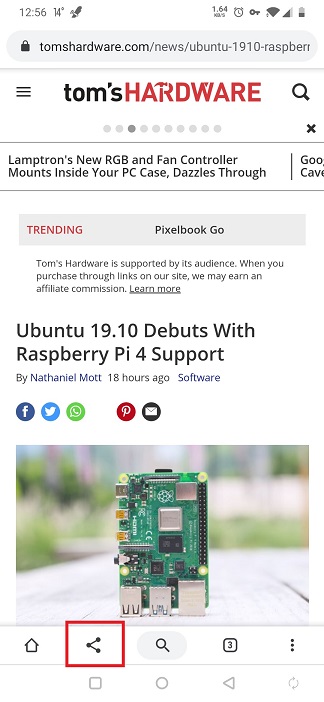 12:56 14° 1.64 KB/S
tomshardware.com/news/ubuntu-1910-raspberr
tom'sHARDWARE
Lamptron's New RGB and Fan Controller
Mounts Inside Your PC Case, Dazzles Through
Goog
Cave
TRENDING Pixelbook Go
Tom's Hardware is supported by its audience. When you
purchase through links on our site, we may earn an
affiliate commission. Learn more
Ubuntu 19.10 Debuts With
Raspberry Pi 4 Support
By Nathaniel Mott 18 hours ago Software
HDMI
3